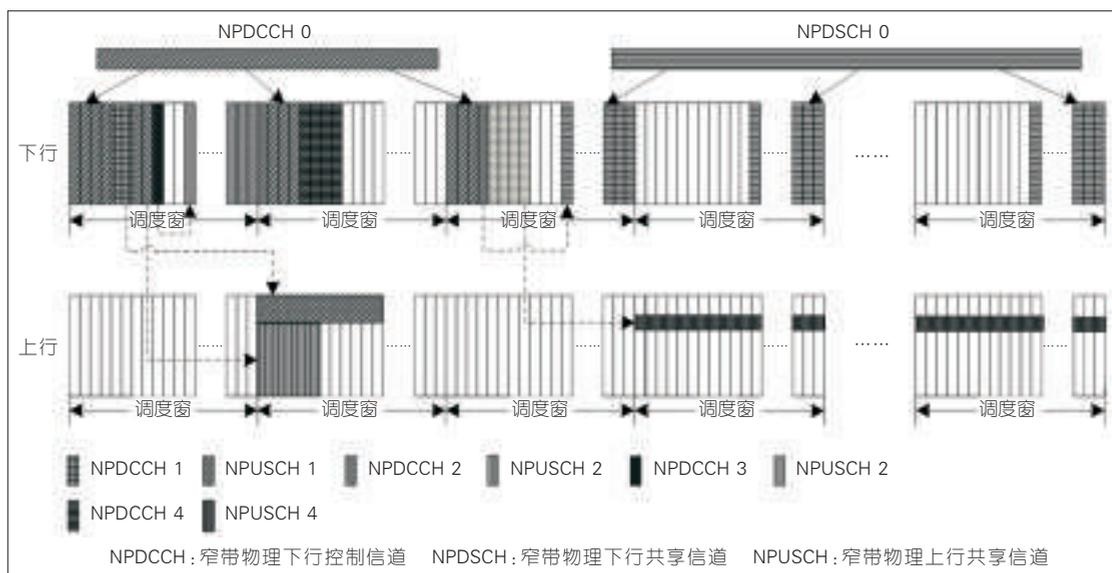 NPDCCH 0 NPDSCH 0
下行 …… …… …… …… …… ……
调度窗 调度窗 调度窗 调度窗 调度窗
上行 …… …… …… …… …… ……
调度窗 调度窗 调度窗 调度窗 调度窗
NPDCCH 1 NPUSCH 1 NPDCCH 2 NPUSCH 2 NPDCCH 3 NPUSCH 2
NPDCCH 4 NPUSCH 4
NPDCCH:窄带物理下行控制信道 NPDSCH:窄带物理下行共享信道 NPUSCH:窄带物理上行共享信道